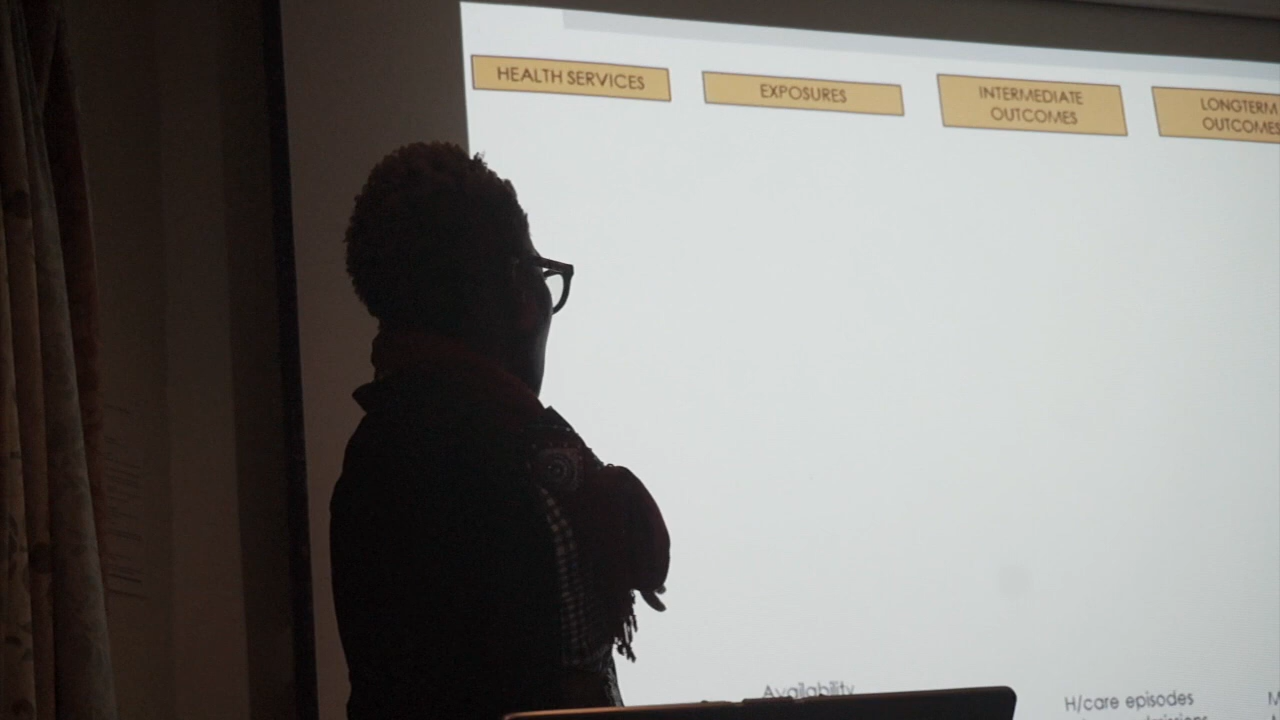 HEALTH SERVICES
EXPOSURES
INTERMEDIATE
OUTCOMES
LONGTERM
OUTCOMES
Availability
H/care episodes